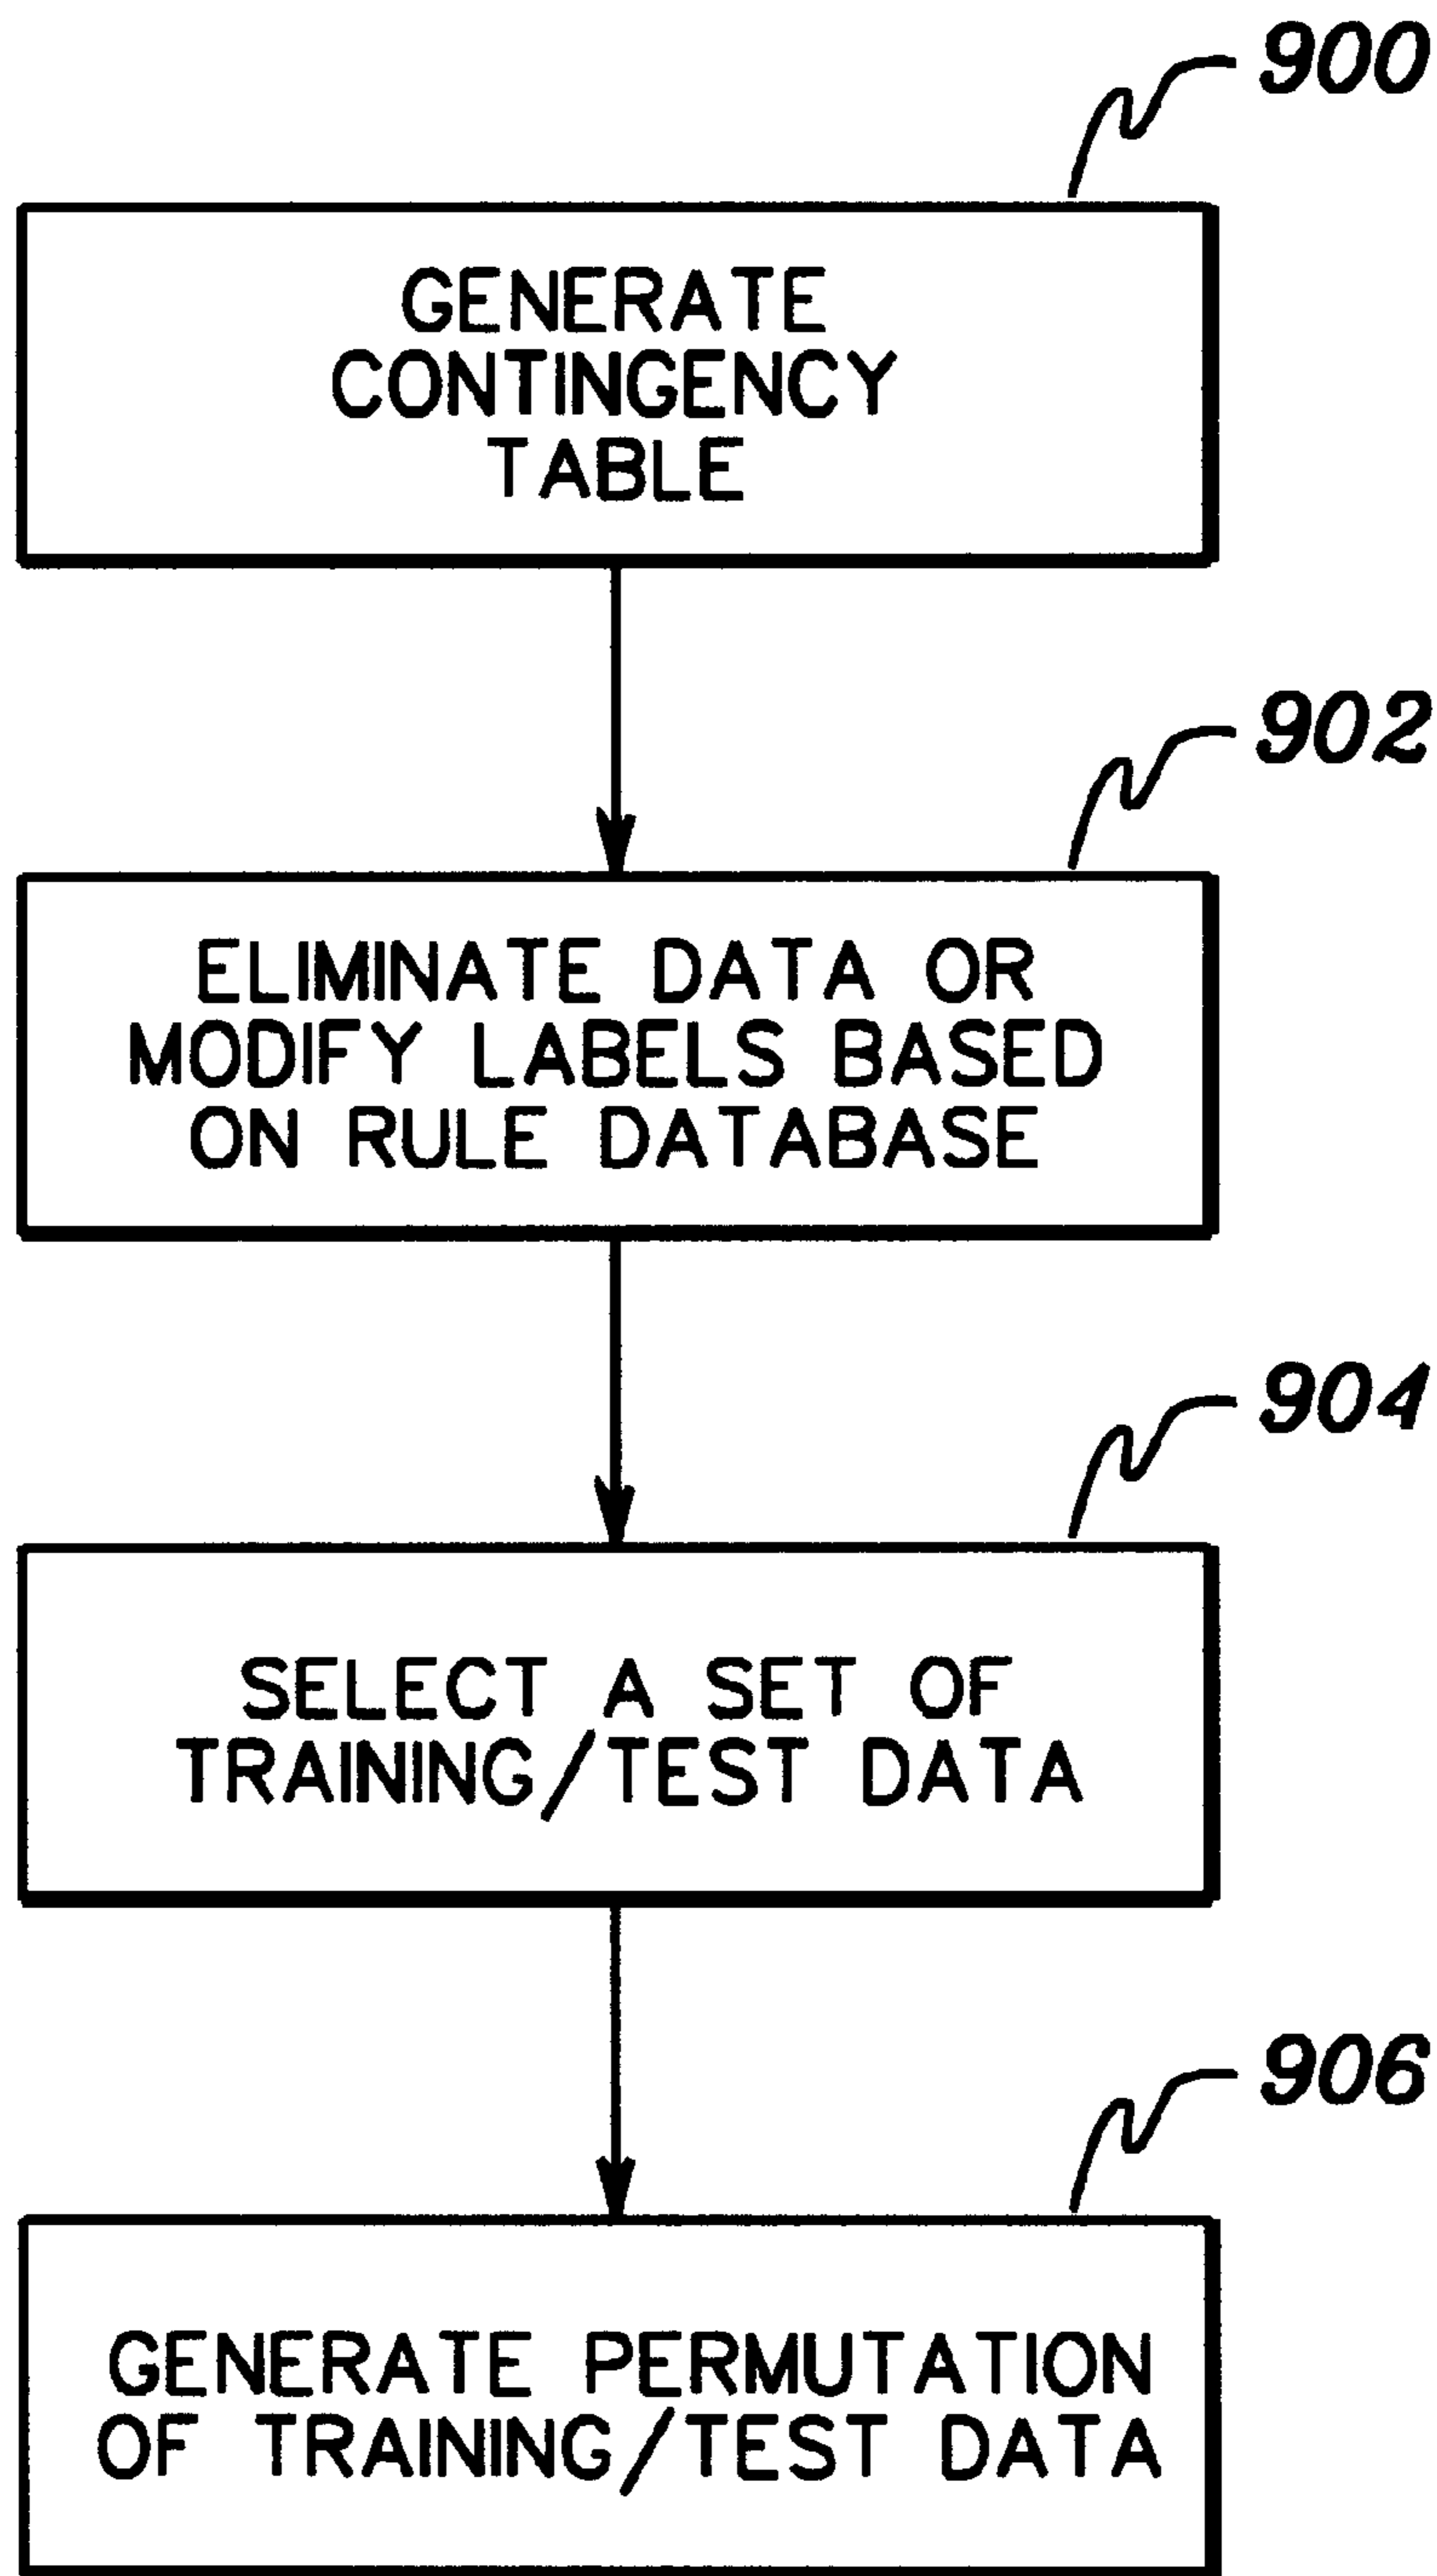 900
GENERATE
CONTINGENCY
TABLE
902
ELIMINATE DATA OR
MODIFY LABELS BASED
ON RULE DATABASE
904
SELECT A SET OF
TRAINING/TEST DATA
906
GENERATE PERMUTATION
OF TRAINING/TEST DATA